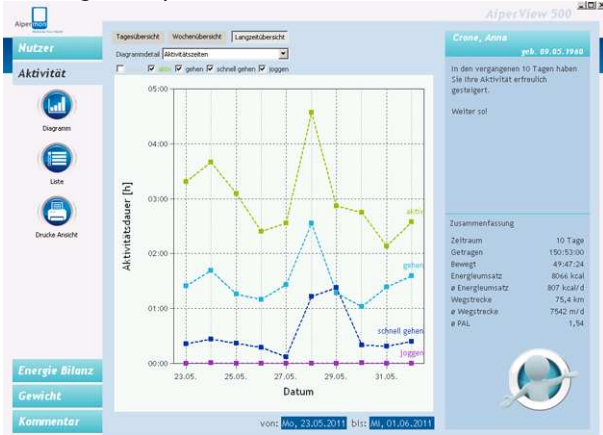 Aipermon
AiperView 500
Nutzer
Aktivität
Diagramm
Liste
Drucke Ansicht
Energie Bilanz
Gewicht
Kommentar
Tagesübersicht Wochenübersicht Langzeitübersicht
Diagrammdetail Aktivitätszeiten
aktiv gehen schnell gehen joggen
Aktivitätsdauer [h]
05:00
04:00
03:00
02:00
01:00
00:00
aktiv
gehen
schnell gehen
joggen
23.05. 25.05. 27.05. 29.05. 31.05.
Datum
von: Mo, 23.05.2011 bis: Mi, 01.06.2011
Crone, Anna
geb. 09.05.1960
In den vergangenen 10 Tagen haben
Sie Ihre Aktivität erfreulich
gesteigert.
Weiter so!
Zusammenfassung
Zeitraum 10 Tage
Getragen 150:53:00
Bewegt 49:47:24
Energieumsatz 8066 kcal
ø Energieumsatz 807 kcal/d
Wegstrecke 75,4 km
ø Wegstrecke 7542 m/d
ø PAL 1,54